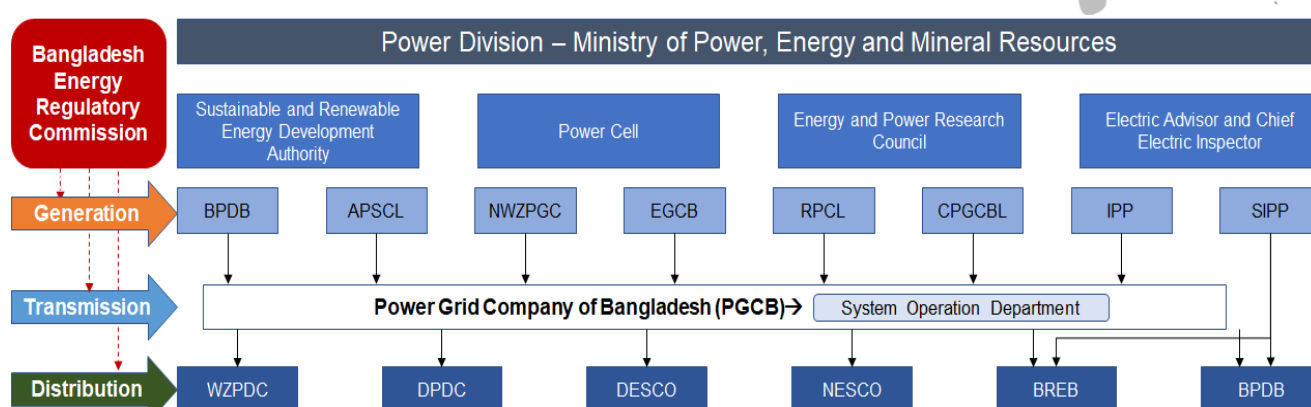 Bangladesh
Energy
Regulatory
Commission
Power Division – Ministry of Power, Energy and Mineral Resources
Sustainable and Renewable
Energy Development
Authority
Power Cell
Energy and Power Research
Council
Electric Advisor and Chief
Electric Inspector
Generation
BPDB
APSCL
NWZPGC
EGCB
RPCL
CPGCBL
IPP
SIPP
Transmission
Power Grid Company of Bangladesh (PGCB)→
System Operation Department
Distribution
WZPDC
DPDC
DESCO
NESCO
BREB
BPDB